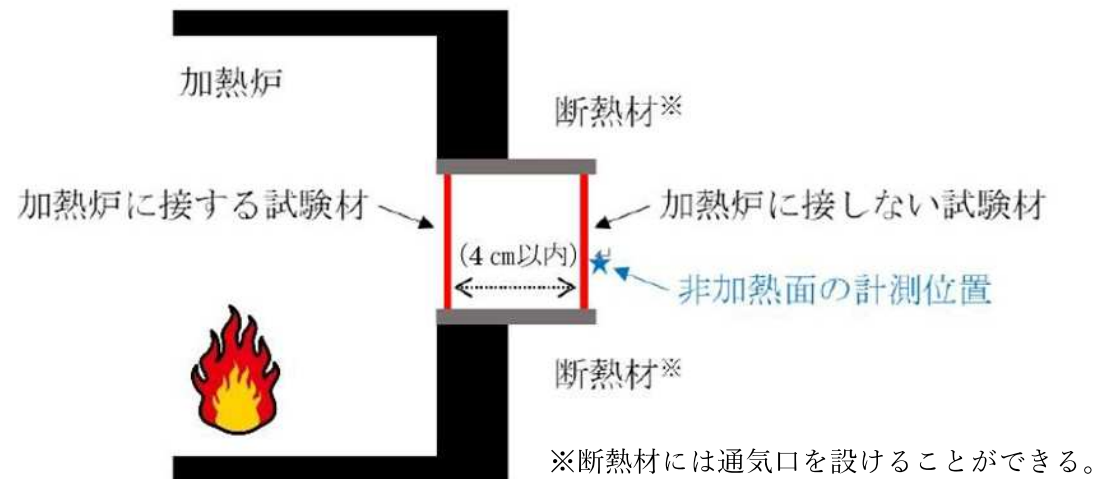 加熱炉
断熱材※
加熱炉に接する試験材
加熱炉に接しない試験材
(4 cm以内)
非加熱面の計測位置
断熱材※
※断熱材には通気口を設けることができる。